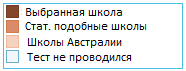 Выбранная школа
Стат. подобные школы
Школы Австралии
Тест не проводился